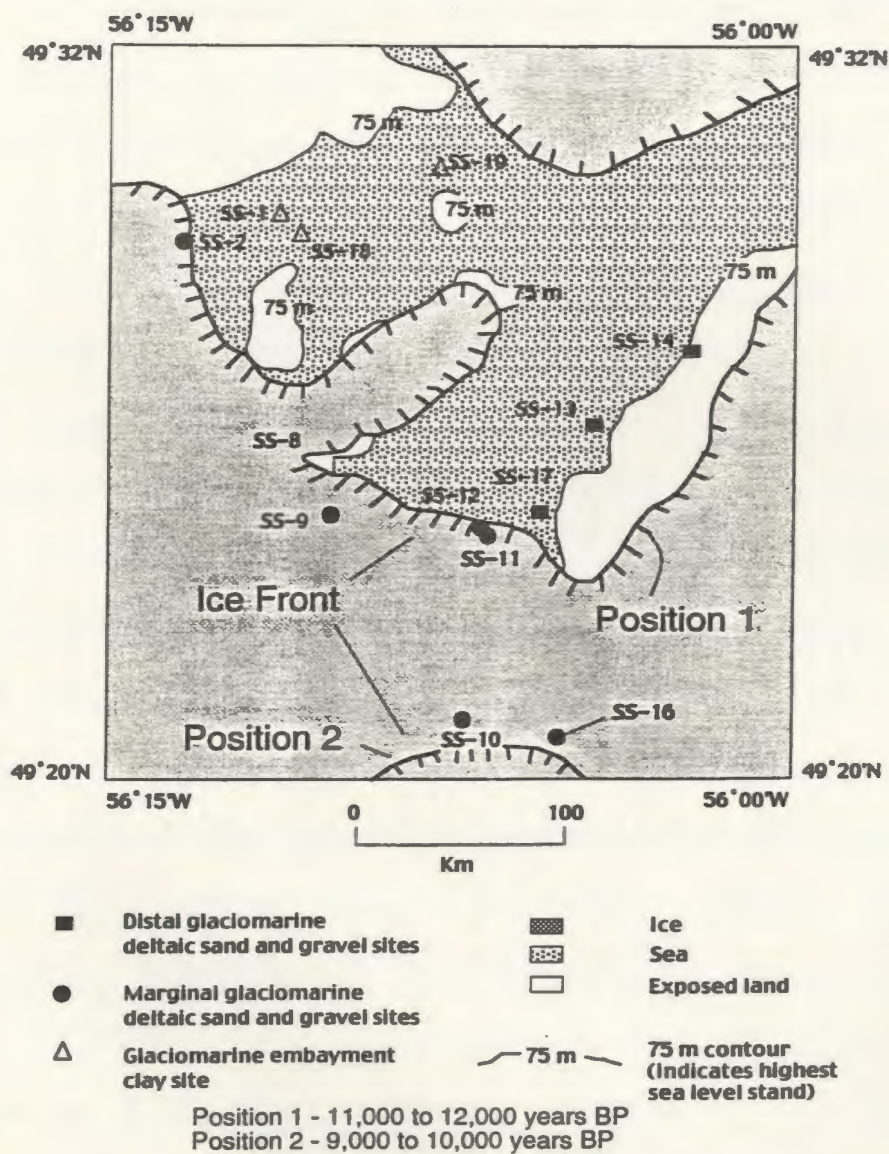 56°15'W
56°00'W
49°32'N
49°32'N
75 m
SS-19
75 m
SS-3
SS-2
SS-18
75 m
75 m
75 m
SS-14
SS-13
SS-8
SS-17
SS-12
SS-9
SS-11
Ice Front
Position 1
SS-16
Position 2
SS-10
49°20'N
49°20'N
56°15'W
56°00'W
0 100
Km
Distal glaciomarine
deltaic sand and gravel sites
Marginal glaciomarine
deltaic sand and gravel sites
Glaciomarine embayment
clay site
Ice
Sea
Exposed land
75 m
75 m contour
(Indicates highest
sea level stand)
Position 1 - 11,000 to 12,000 years BP
Position 2 - 9,000 to 10,000 years BP